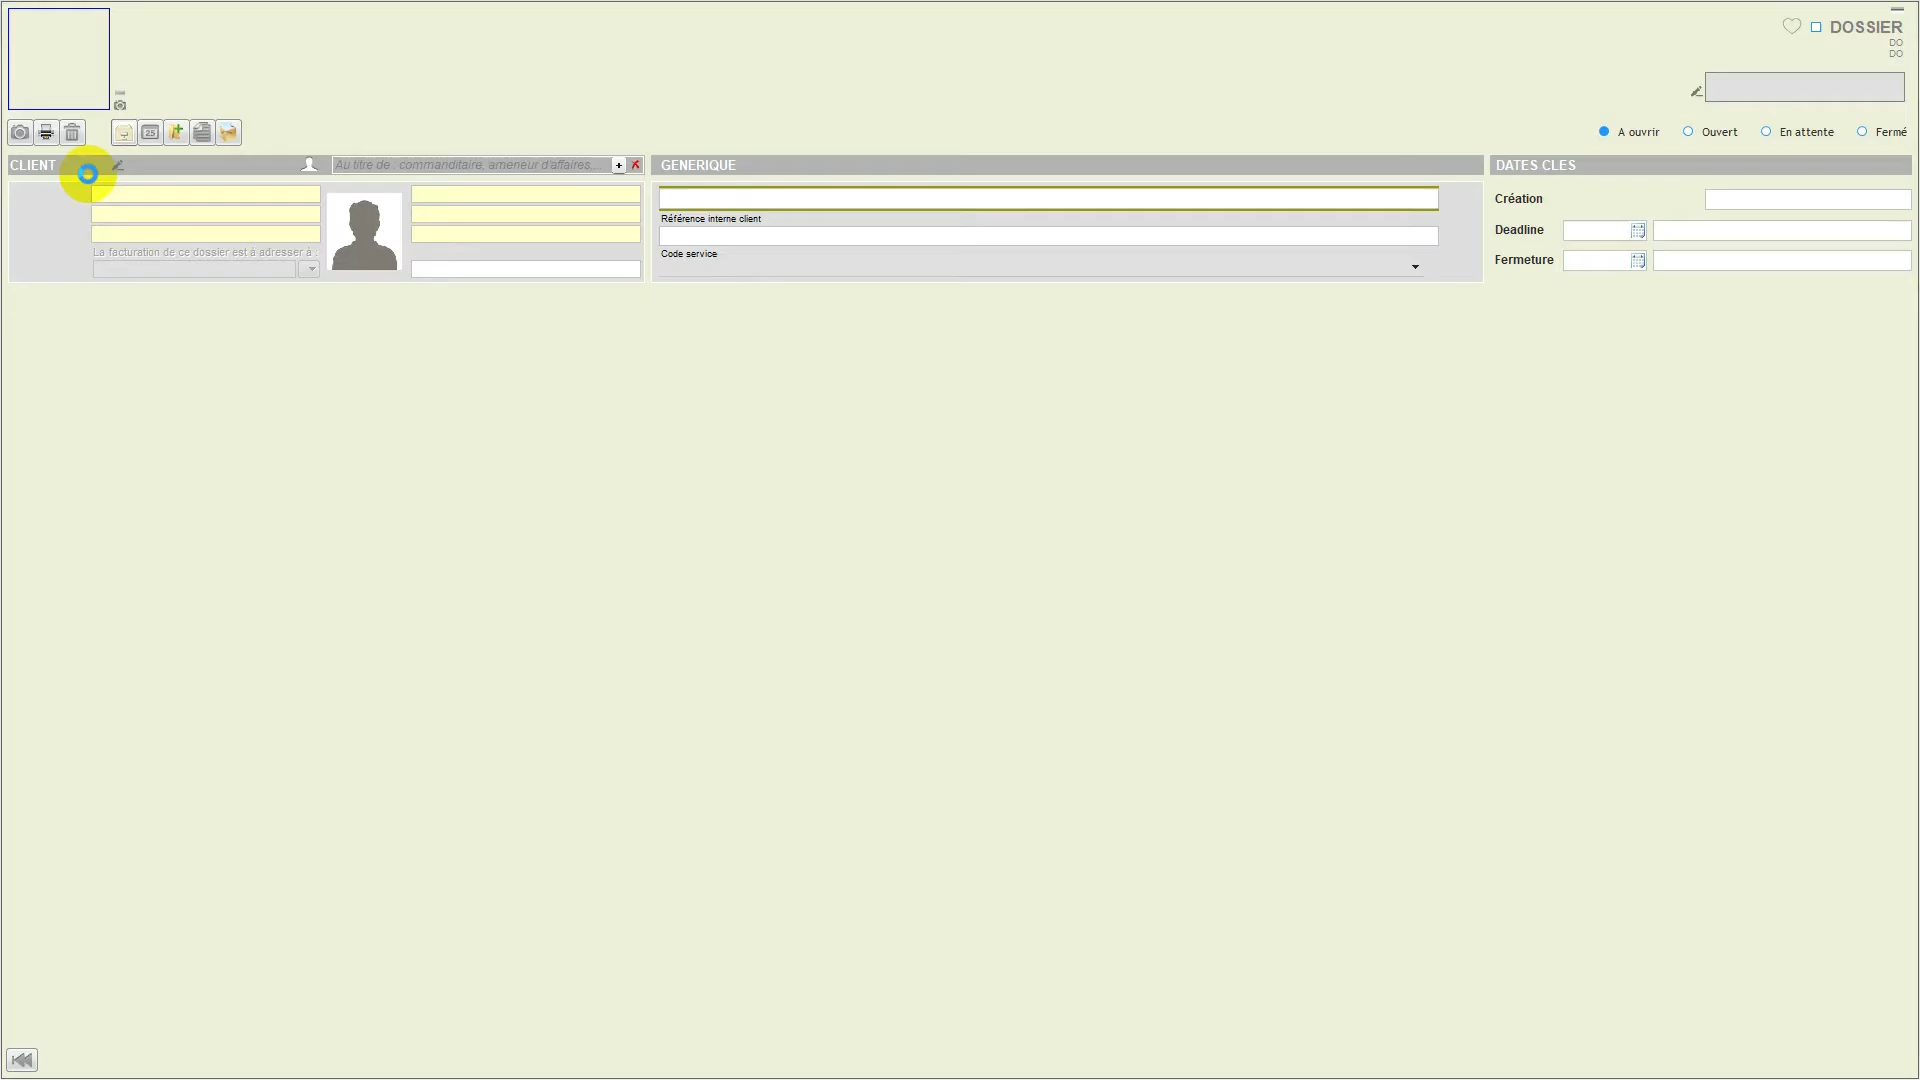 DOSSIER
DO
DO
25
A ouvrir
Ouvert
En attente
Fermé
CLIENT
Au titre de : commanditaire, ameneur d'affaires,...
+
GENERIQUE
DATES CLES
Création
Référence interne client
Deadline
La facturation de ce dossier est à adresser à :
Code service
Fermeture